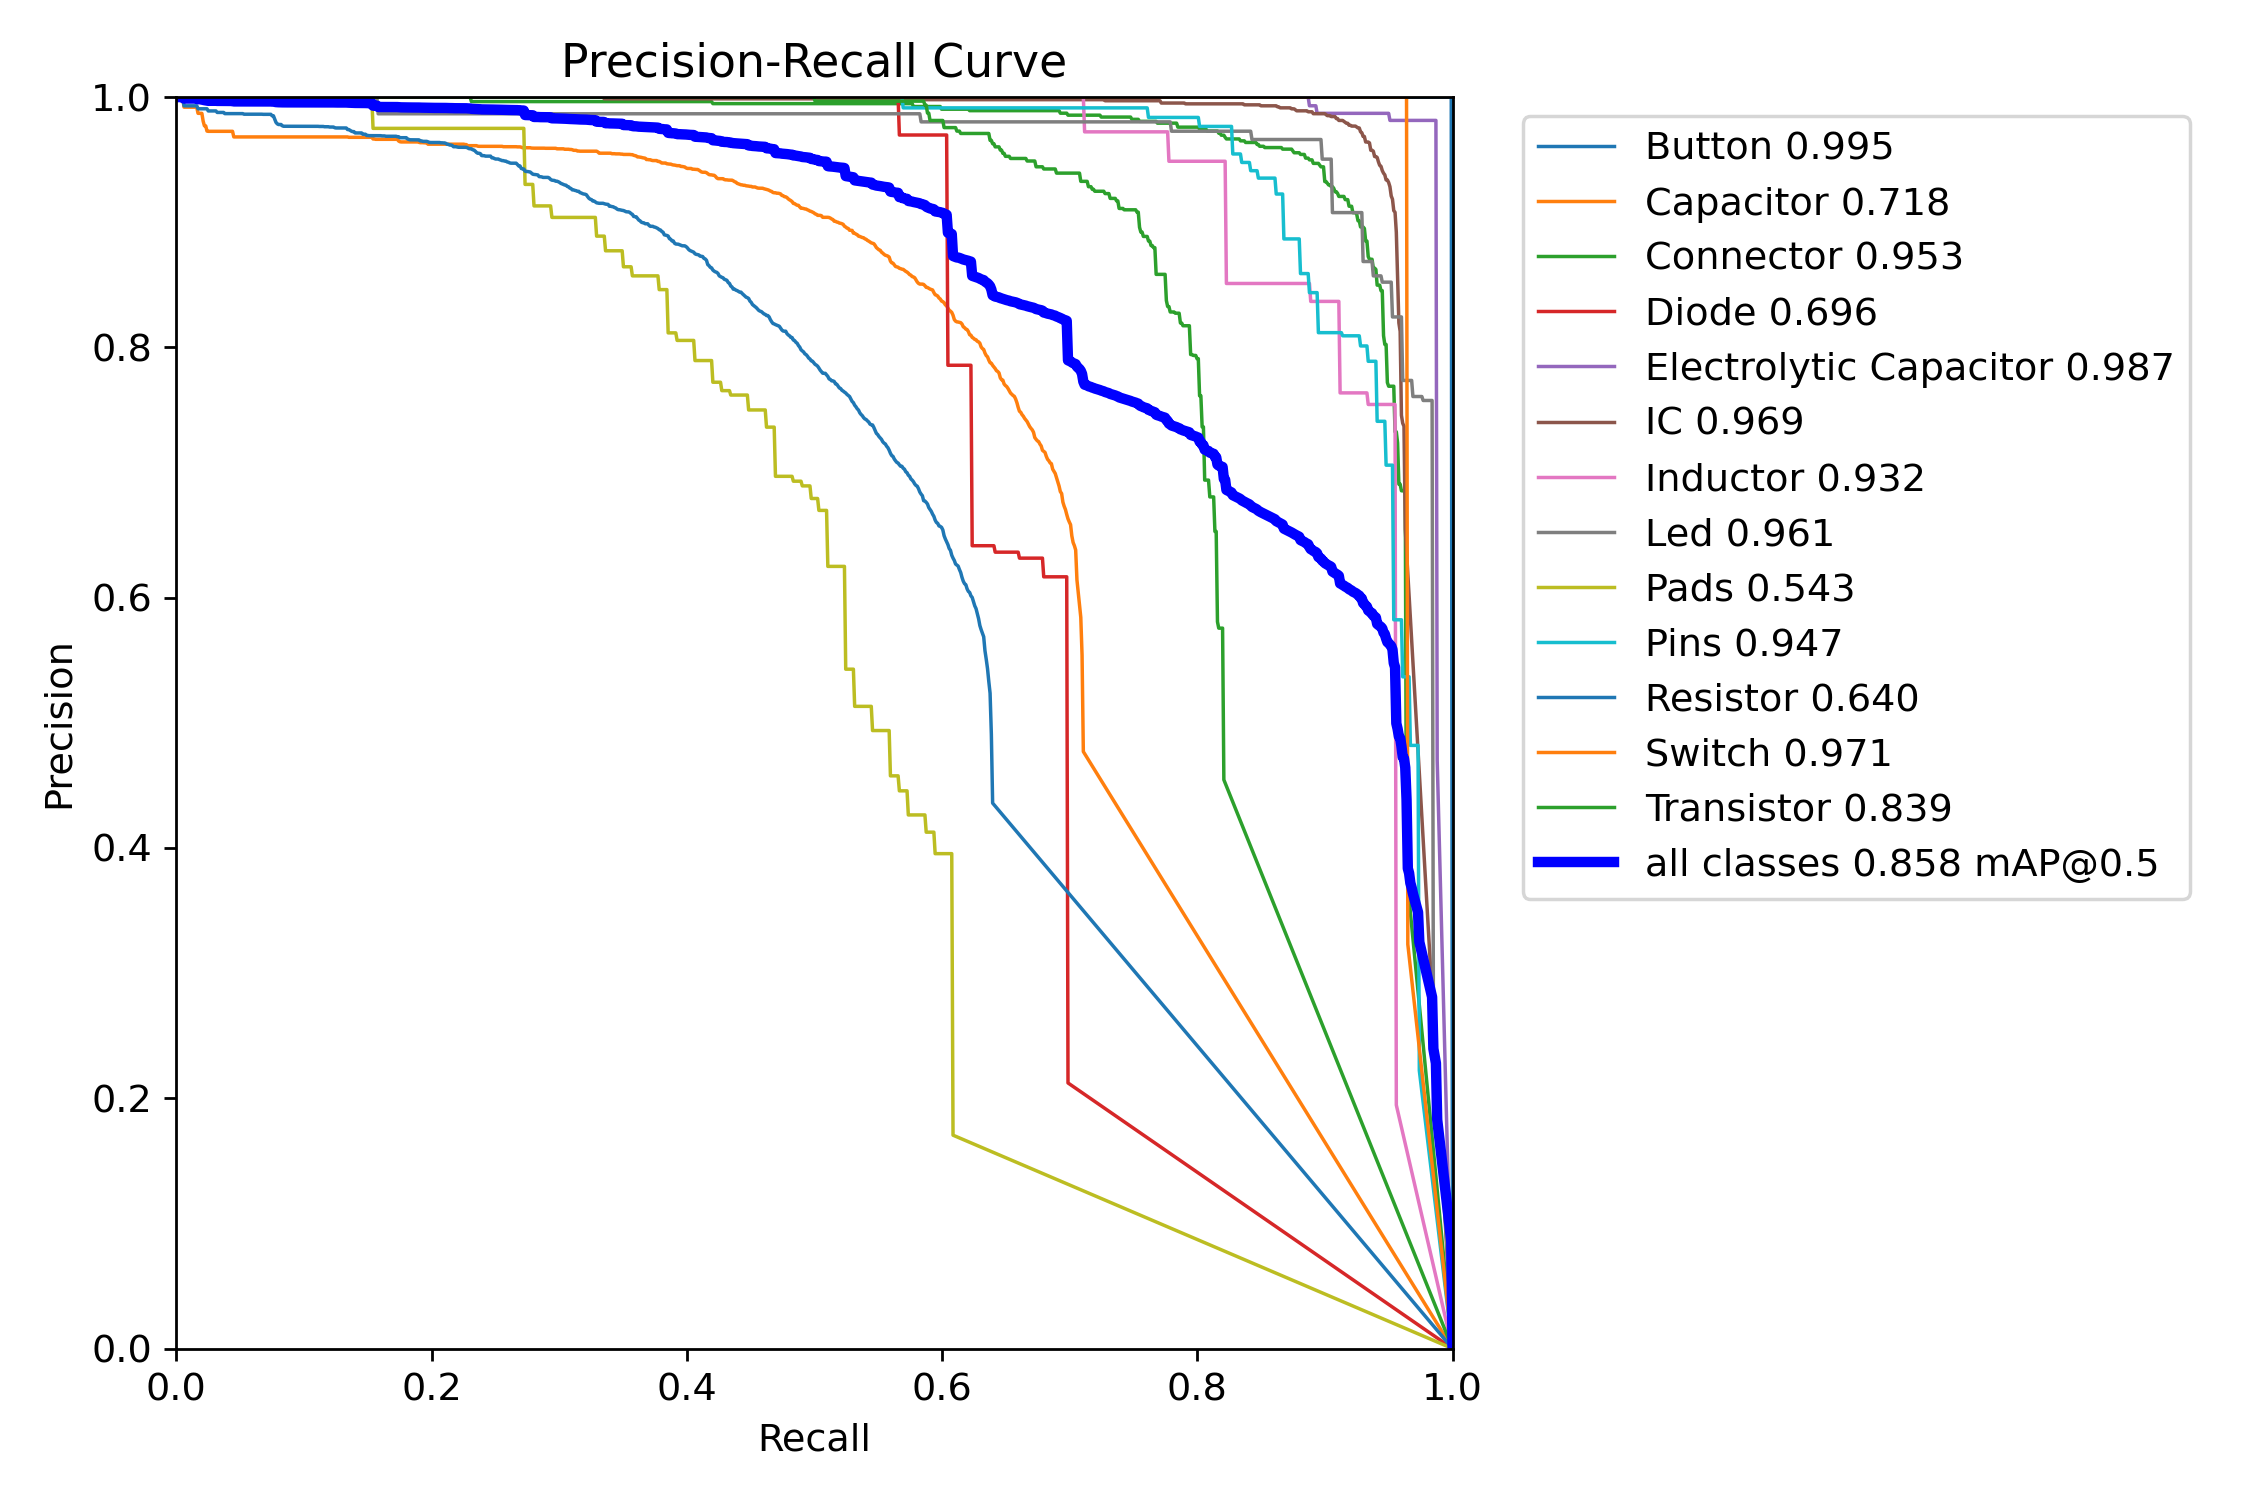 Precision-Recall Curve
1.0
0.8
0.6
0.4
0.2
0.0
Precision
0.0 0.2 0.4 0.6 0.8 1.0
Recall
Button 0.995
Capacitor 0.718
Connector 0.953
Diode 0.696
Electrolytic Capacitor 0.987
IC 0.969
Inductor 0.932
Led 0.961
Pads 0.543
Pins 0.947
Resistor 0.640
Switch 0.971
Transistor 0.839
all classes 0.858 mAP@0.5